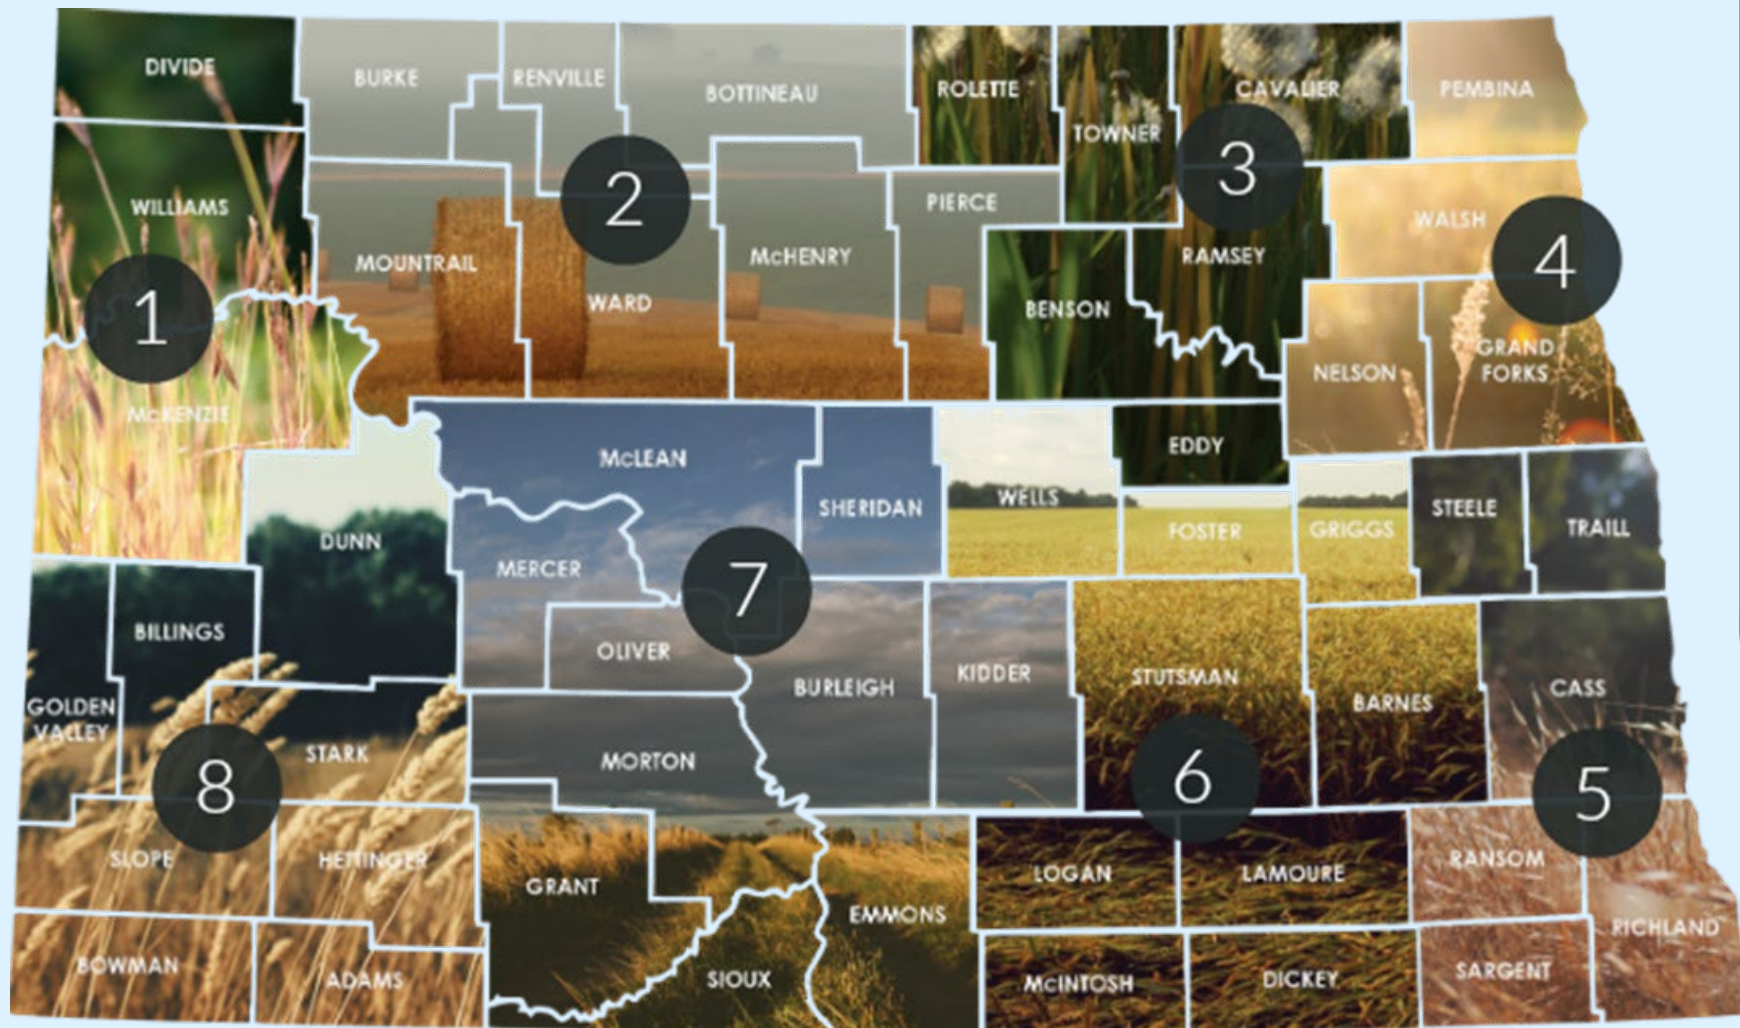 DIVIDE
BURKE
RENVILLE
BOTTINEAU
ROLETTE
TOWNER
CAVALIER
PEMBINA
WILLIAMS
MOUNTRAIL
2
WARD
McHENRY
PIERCE
3
BENSON
RAMSEY
WALSH
4
1
NELSON
GRAND
FORKS
McKENZIE
McLEAN
SHERIDAN
WELLS
EDDY
FOSTER
GRIGGS
STEELE
TRAILL
DUNN
MERCER
7
BILLINGS
OLIVER
BURLEIGH
KIDDER
STUTSMAN
BARNES
CASS
GOLDEN
VALLEY
8
STARK
MORTON
6
5
SLOPE
HETTINGER
GRANT
EMMONS
LOGAN
LAMOURE
RANSOM
RICHLAND
BOWMAN
ADAMS
SIOUX
McINTOSH
DICKEY
SARGENT